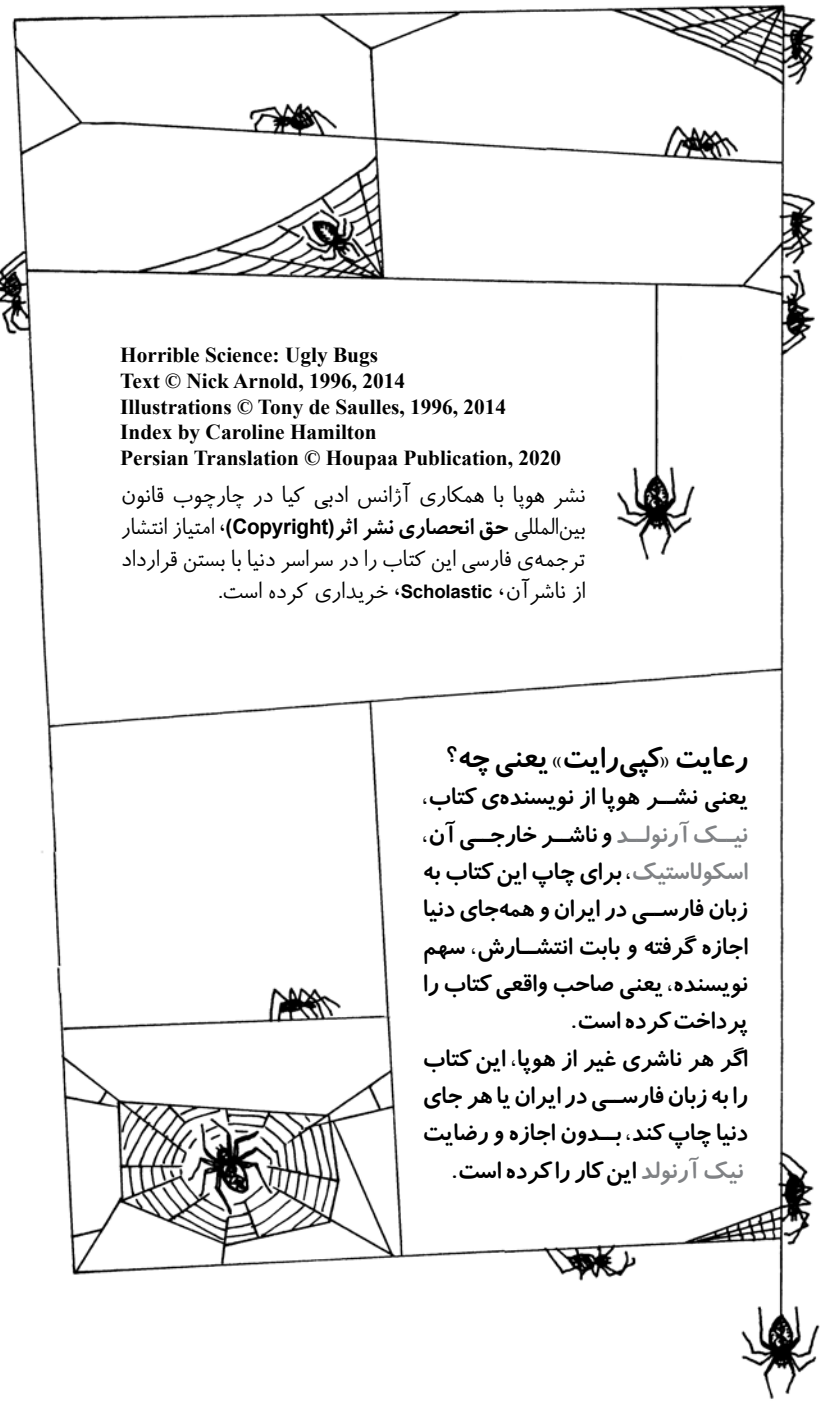 Horrible Science: Ugly Bugs
Text © Nick Arnold, 1996, 2014
Illustrations © Tony de Saulles, 1996, 2014
Index by Caroline Hamilton
Persian Translation © Houpaa Publication, 2020
نشر هوپا با همکاری آژانس ادبی کیا در چارچوب قانون
بین‌المللی حق انحصاری نشر اثر (Copyright)، امتیاز انتشار
ترجمه‌ی فارسی این کتاب را در سراسر دنیا با بستن قرارداد
از ناشر آن، Scholastic، خریداری کرده است.
رعایت «کپی‌رایت» یعنی چه؟
یعنی نشر هوپا از نویسنده‌ی کتاب،
نیک آرنولد و ناشر خارجی آن،
اسکولاستیک، برای چاپ این کتاب به
زبان فارسی در ایران و همه‌جای دنیا
اجازه گرفته و بابت انتشارش، سهم
نویسنده، یعنی صاحب واقعی کتاب را
پرداخت کرده است.
اگر هر ناشری غیر از هوپا، این کتاب
را به زبان فارسی در ایران یا هر جای
دنیا چاپ کند، بدون اجازه و رضایت
نیک آرنولد این کار را کرده است.